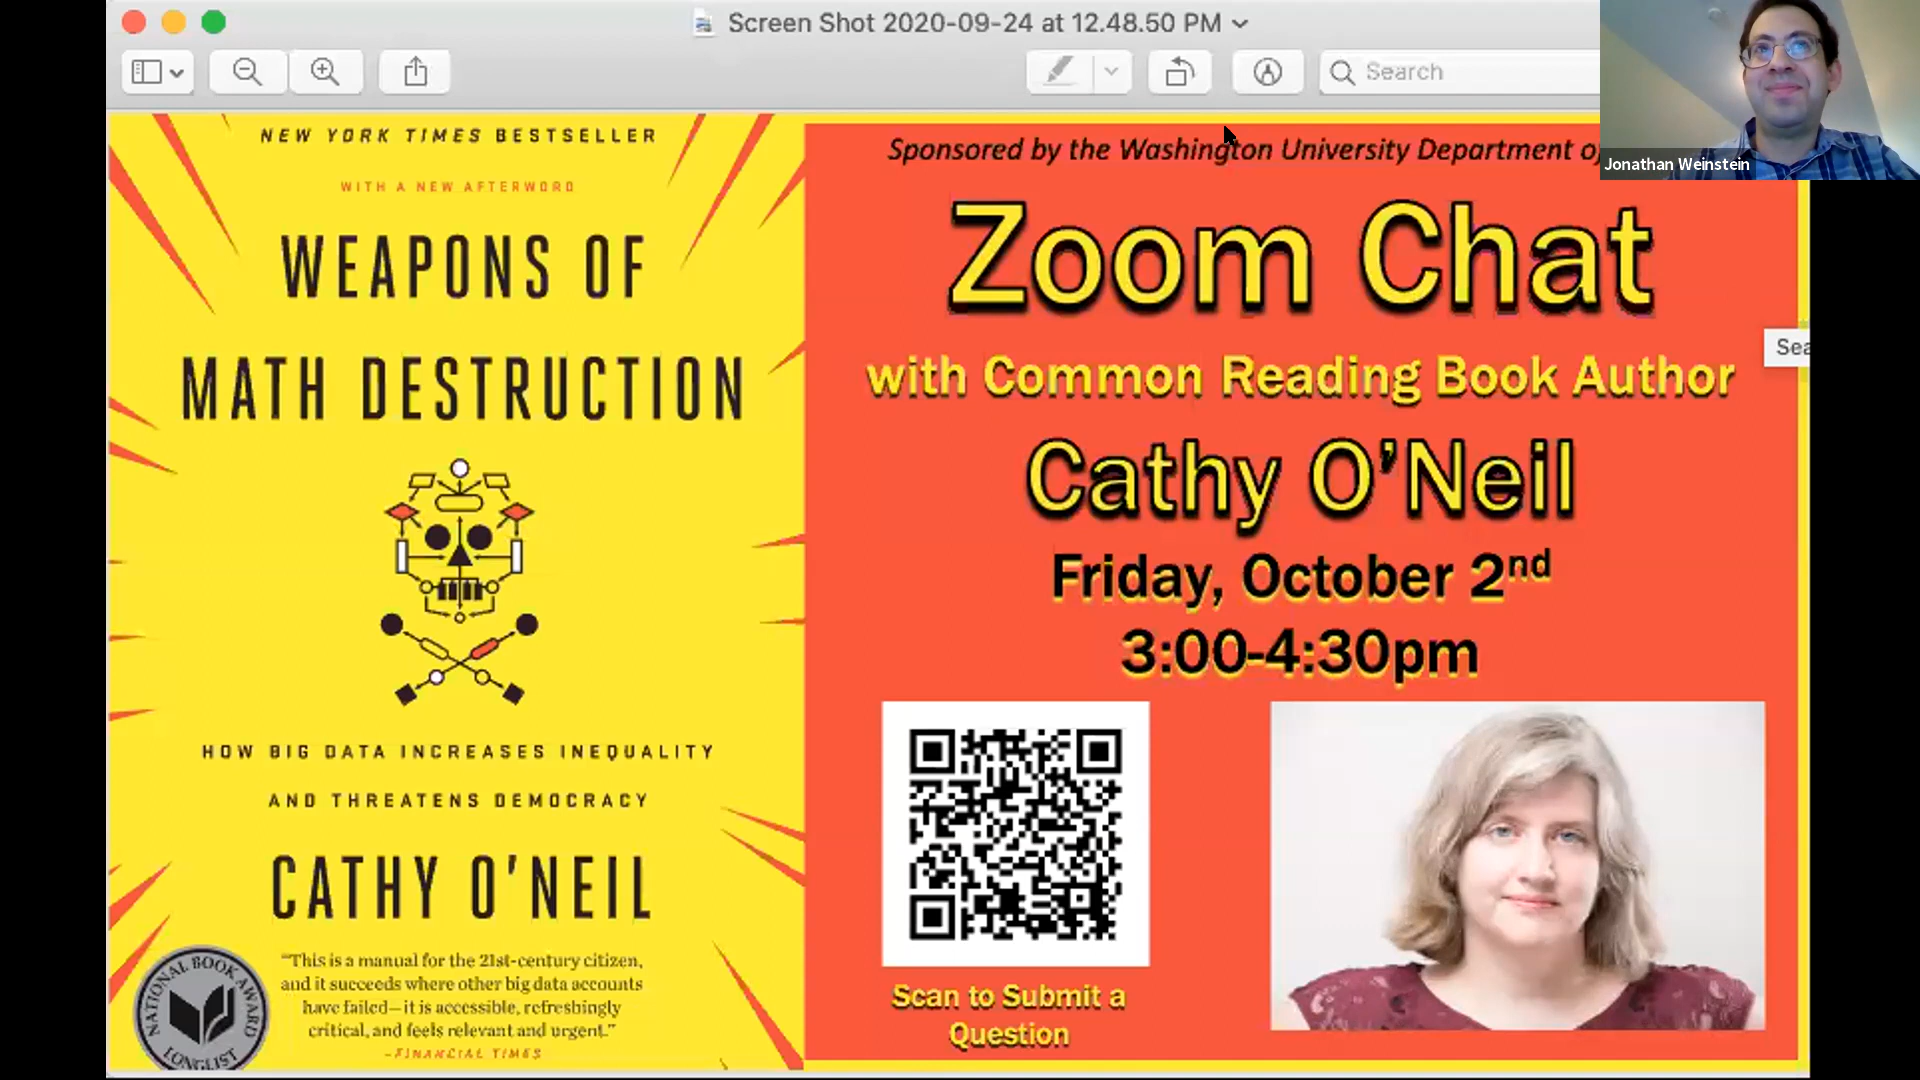 Screen Shot 2020-09-24 at 12.48.50 PM
Search
Jonathan Weinstein
NEW YORK TIMES BESTSELLER
WITH A NEW AFTERWORD
WEAPONS OF
MATH DESTRUCTION
HOW BIG DATA INCREASES INEQUALITY
AND THREATENS DEMOCRACY
CATHY O'NEIL
NATIONAL BOOK AWARD
LONGLIST
"This is a manual for the 21st-century citizen,
and it succeeds where other big data accounts
have failed—it is accessible, refreshingly
critical, and feels relevant and urgent."
–FINANCIAL TIMES
Sponsored by the Washington University Department
Zoom Chat
with Common Reading Book Author
Cathy O'Neil
Friday, October 2nd
3:00-4:30pm
Scan to Submit a
Question